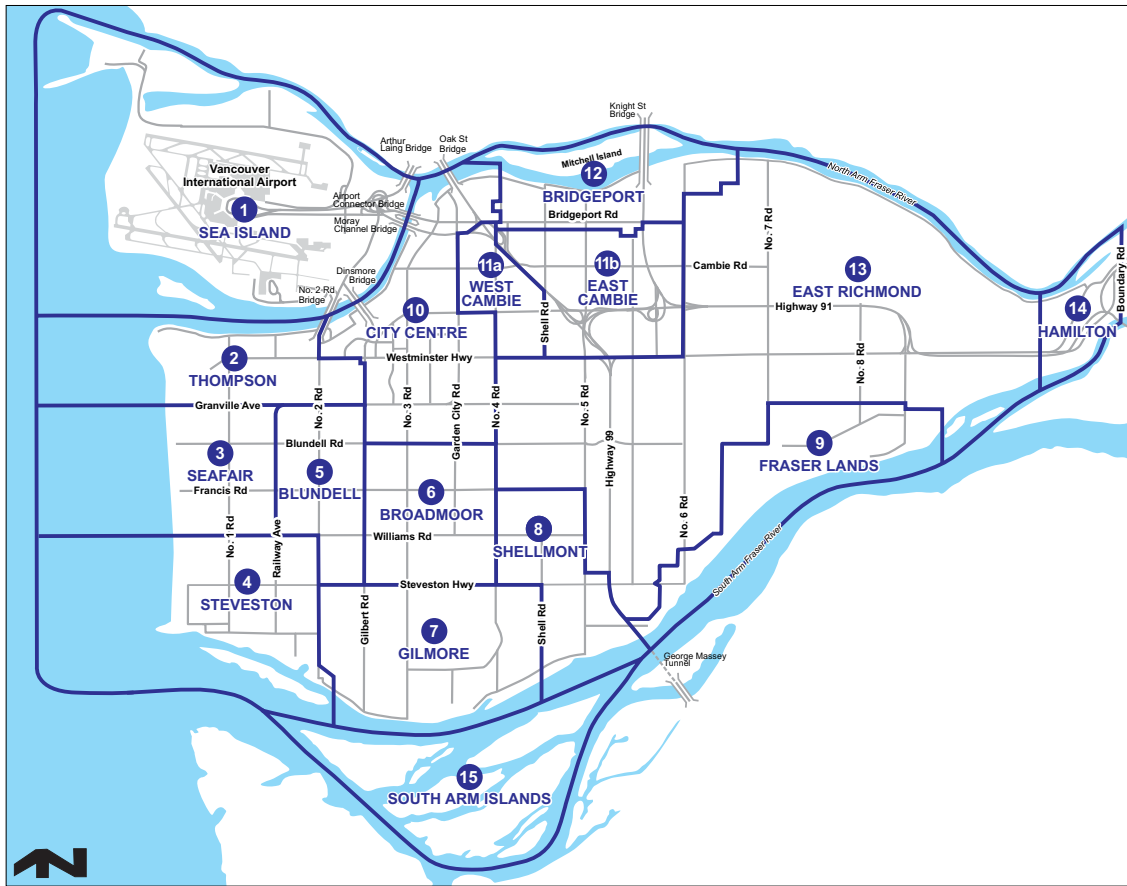 Knight St
Bridge
Arthur
Laing Bridge
Oak St
Bridge
Mitchell Island
12
BRIDGEPORT
Bridgeport Rd
North Arm Fraser River
Vancouver
International Airport
1
SEA ISLAND
Airport
Connector Bridge
Moray
Channel Bridge
Dinsmore
Bridge
No. 2 Rd
Bridge
No. 7 Rd
Boundary Rd
11a
WEST
CAMBIE
11b
EAST
CAMBIE
Cambie Rd
13
EAST RICHMOND
Highway 91
14
HAMILTON
10
CITY CENTRE
Shell Rd
Westminster Hwy
2
THOMPSON
No. 8 Rd
Granville Ave
No. 2 Rd
No. 3 Rd
Garden City Rd
No. 4 Rd
No. 5 Rd
Highway 99
Blundell Rd
3
SEAFAIR
Francis Rd
5
BLUNDELL
6
BROADMOOR
9
FRASER LANDS
No. 1 Rd
Railway Ave
Williams Rd
8
SHELLMONT
No. 6 Rd
Steveston Hwy
4
STEVESTON
Gilbert Rd
7
GILMORE
Shell Rd
South Arm Fraser River
George Massey
Tunnel
15
SOUTH ARM ISLANDS
N